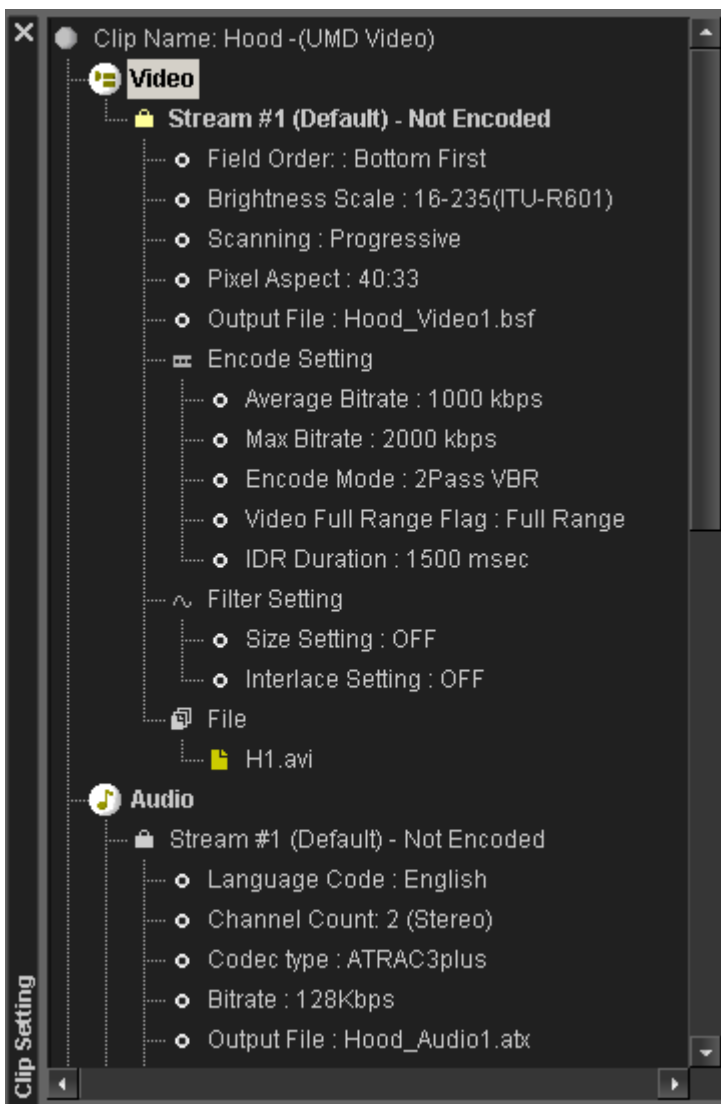 Clip Name: Hood -(UMD Video)
Video
Stream #1 (Default) - Not Encoded
Field Order: : Bottom First
Brightness Scale : 16-235(ITU-R601)
Scanning : Progressive
Pixel Aspect : 40:33
Output File : Hood_Video1.bsf
Encode Setting
Average Bitrate : 1000 kbps
Max Bitrate : 2000 kbps
Encode Mode : 2Pass VBR
Video Full Range Flag : Full Range
IDR Duration : 1500 msec
Filter Setting
Size Setting : OFF
Interlace Setting : OFF
File
H1.avi
Audio
Stream #1 (Default) - Not Encoded
Language Code : English
Channel Count: 2 (Stereo)
Codec type : ATRAC3plus
Bitrate : 128Kbps
Output File : Hood_Audio1.atx
Clip Setting